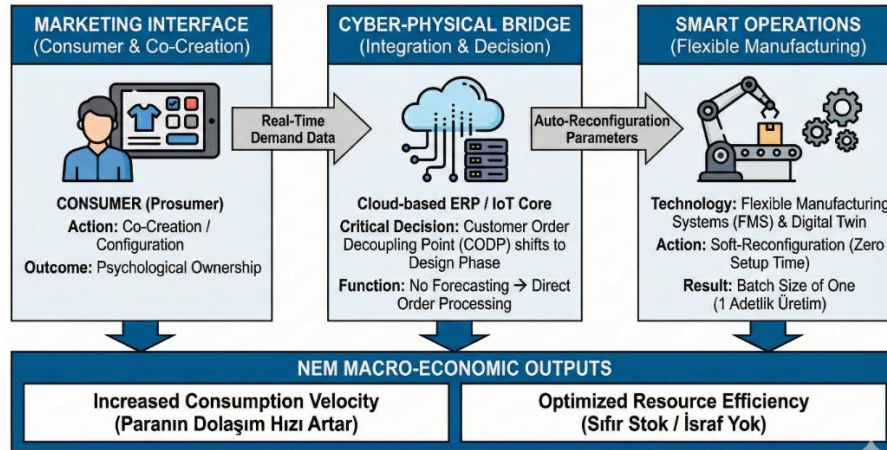 MARKETING INTERFACE
(Consumer & Co-Creation)
CONSUMER (Prosumer)
Action: Co-Creation /
Configuration
Outcome: Psychological Ownership
Real-Time
Demand Data
CYBER-PHYSICAL BRIDGE
(Integration & Decision)
Cloud-based ERP / IoT Core
Critical Decision: Customer Order
Decoupling Point (CODP) shifts to
Design Phase
Function: No Forecasting → Direct
Order Processing
Auto-Reconfiguration
Parameters
SMART OPERATIONS
(Flexible Manufacturing)
Technology: Flexible Manufacturing
Systems (FMS) & Digital Twin
Action: Soft-Reconfiguration (Zero
Setup Time)
Result: Batch Size of One
(1 Adetlik Üretim)
NEM MACRO-ECONOMIC OUTPUTS
Increased Consumption Velocity
(Paranın Dolaşım Hızı Artar)
Optimized Resource Efficiency
(Sıfır Stok / İsraf Yok)